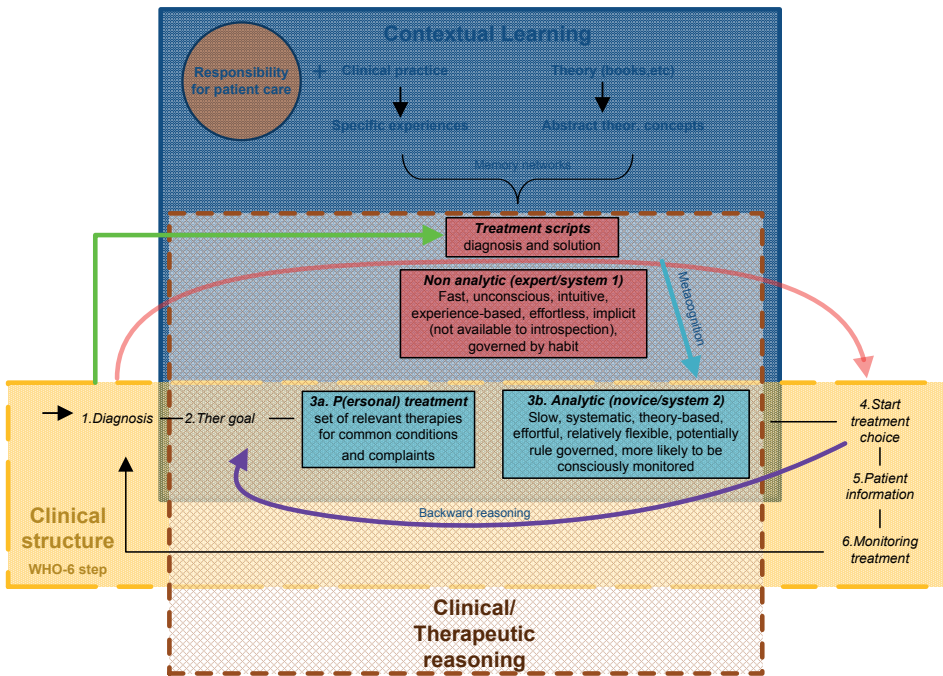 Contextual Learning
Responsibility
for patient care
+
Clinical practice
Theory (books,etc)
Specific experiences
Abstract theor. concepts
Memory networks
Treatment scripts
diagnosis and solution
Non analytic (expert/system 1)
Fast, unconscious, intuitive,
experience-based, effortless, implicit
(not available to introspection),
governed by habit
Metacognition
1.Diagnosis
2.Ther goal
3a. P(ersonal) treatment
set of relevant therapies
for common conditions
and complaints
3b. Analytic (novice/system 2)
Slow, systematic, theory-based,
effortful, relatively flexible, potentially
rule governed, more likely to be
consciously monitored
4.Start
treatment
choice
5.Patient
information
6.Monitoring
treatment
Backward reasoning
Clinical
structure
WHO-6 step
Clinical/
Therapeutic
reasoning